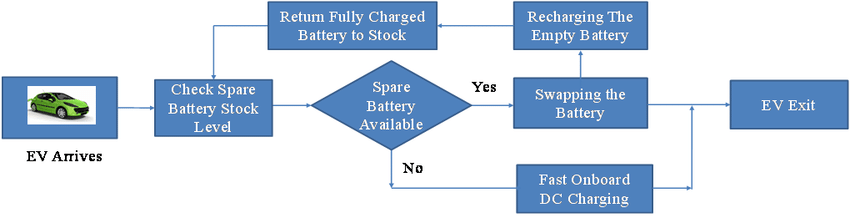 Return Fully Charged
Battery to Stock
Recharging The
Empty Battery
EV Arrives
Check Spare
Battery Stock
Level
Spare
Battery
Available
Yes
No
Swapping the
Battery
Fast Onboard
DC Charging
EV Exit